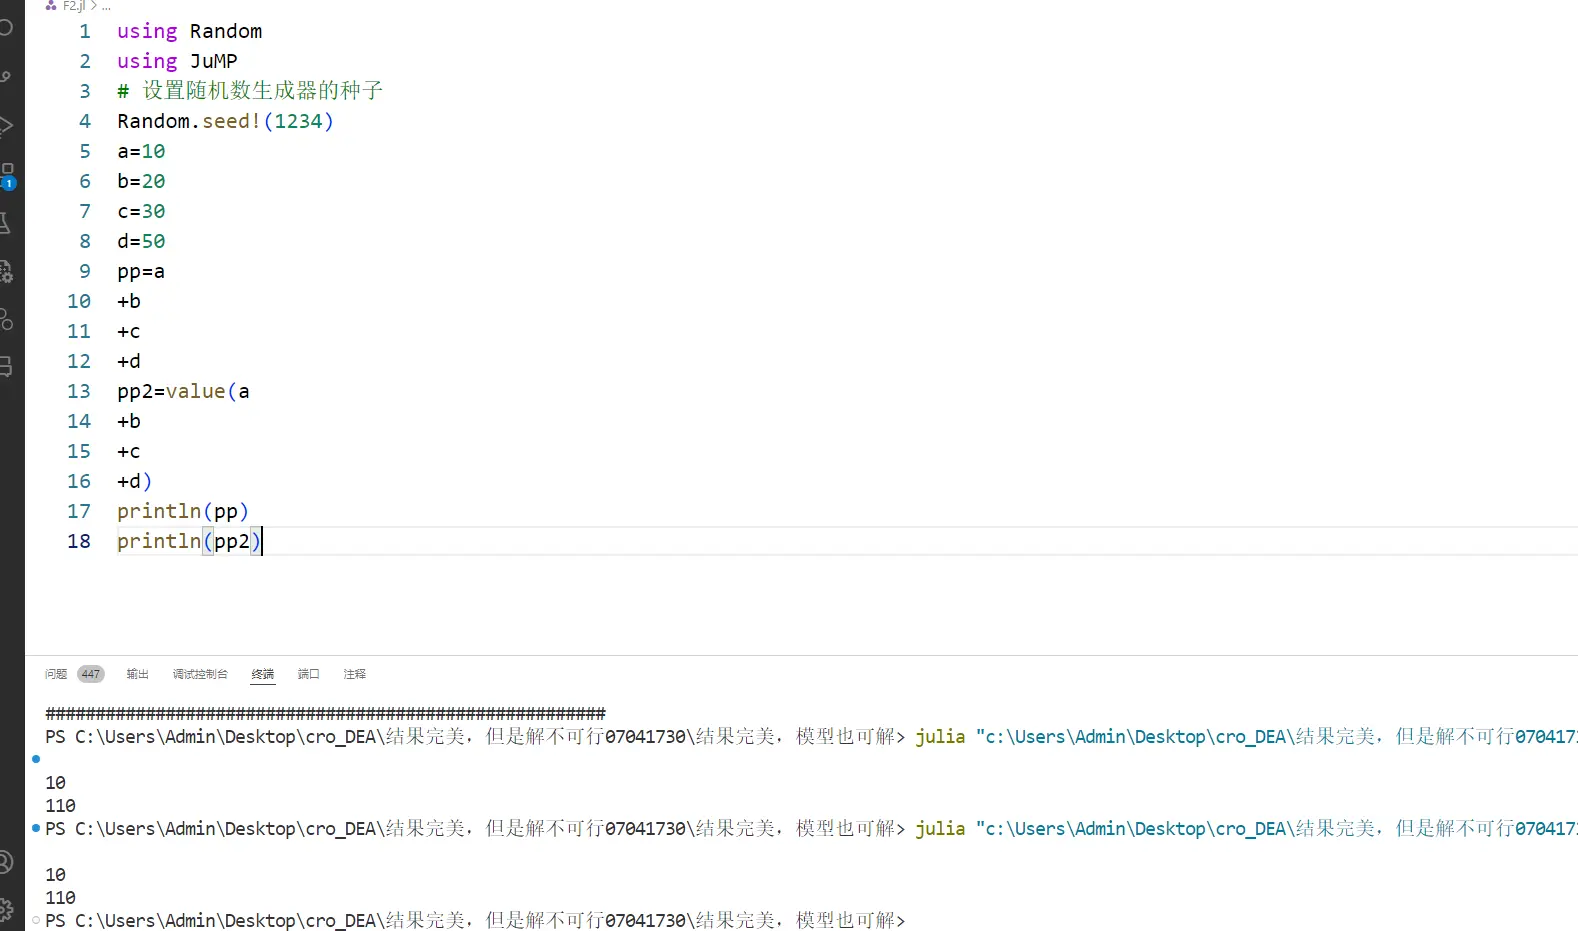 F2.jl > ...
1 using Random
2 using JuMP
3 # 设置随机数生成器的种子
4 Random.seed!(1234)
5 a=10
6 b=20
7 c=30
8 d=50
9 pp=a
10 +b
11 +c
12 +d
13 pp2=value(a
14 +b
15 +c
16 +d)
17 println(pp)
18 println(pp2)
1
问题 447 输出 调试控制台 终端 端口 注释
########################################################
PS C:\Users\Admin\Desktop\cro_DEA\结果完美，但是解不可行07041730\结果完美，模型也可解> julia "c:\Users\Admin\Desktop\cro_DEA\结果完美，但是解不可行070417
10
110
PS C:\Users\Admin\Desktop\cro_DEA\结果完美，但是解不可行07041730\结果完美，模型也可解> julia "c:\Users\Admin\Desktop\cro_DEA\结果完美，但是解不可行070417
10
110
PS C:\Users\Admin\Desktop\cro_DEA\结果完美，但是解不可行07041730\结果完美，模型也可解>